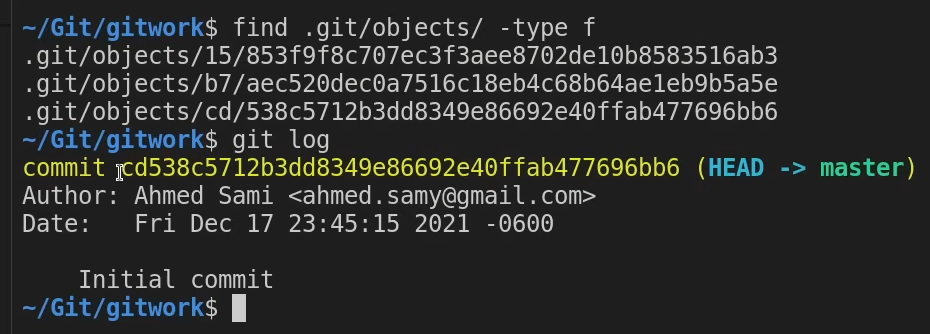 ~/Git/gitwork$ find .git/objects/ -type f
.git/objects/15/853f9f8c707ec3f3aee8702de10b8583516ab3
.git/objects/b7/aec520dec0a7516c18eb4c68b64ae1eb9b5a5e
.git/objects/cd/538c5712b3dd8349e86692e40ffab477696bb6
~/Git/gitwork$ git log
commit cd538c5712b3dd8349e86692e40ffab477696bb6 (HEAD -> master)
Author: Ahmed Sami <ahmed.samy@gmail.com>
Date:   Fri Dec 17 23:45:15 2021 -0600

    Initial commit
~/Git/gitwork$